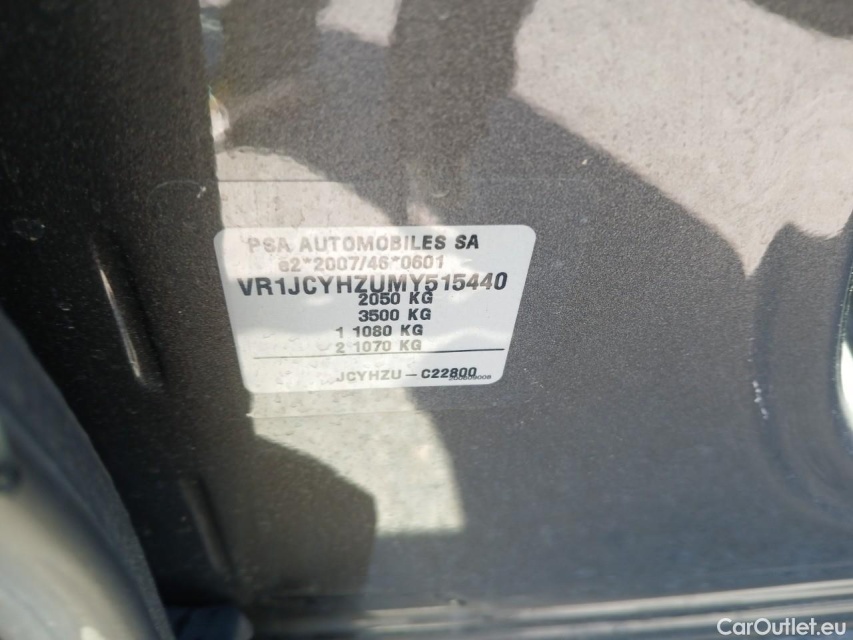 PSA AUTOMOBILES SA
e2*2007/46*0601
VR1JCYHZUMY515440
2050 KG
3500 KG
1 1080 KG
2 1070 KG
JCYHZU - C22800
CarOutlet.eu